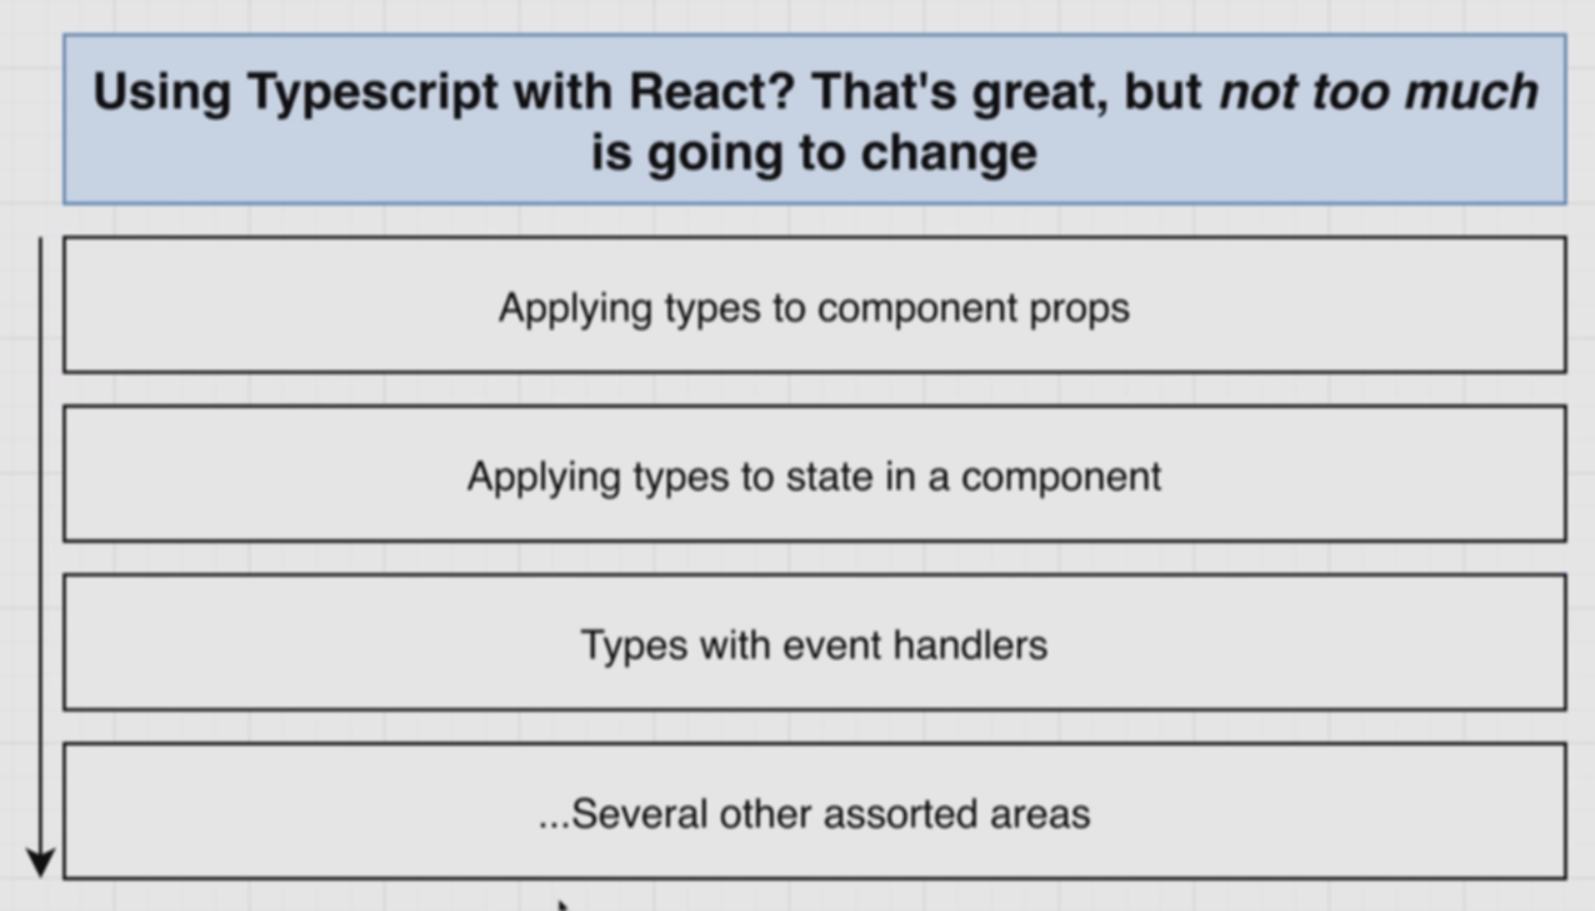 Using Typescript with React? That's great, but not too much
is going to change
Applying types to component props
Applying types to state in a component
Types with event handlers
...Several other assorted areas